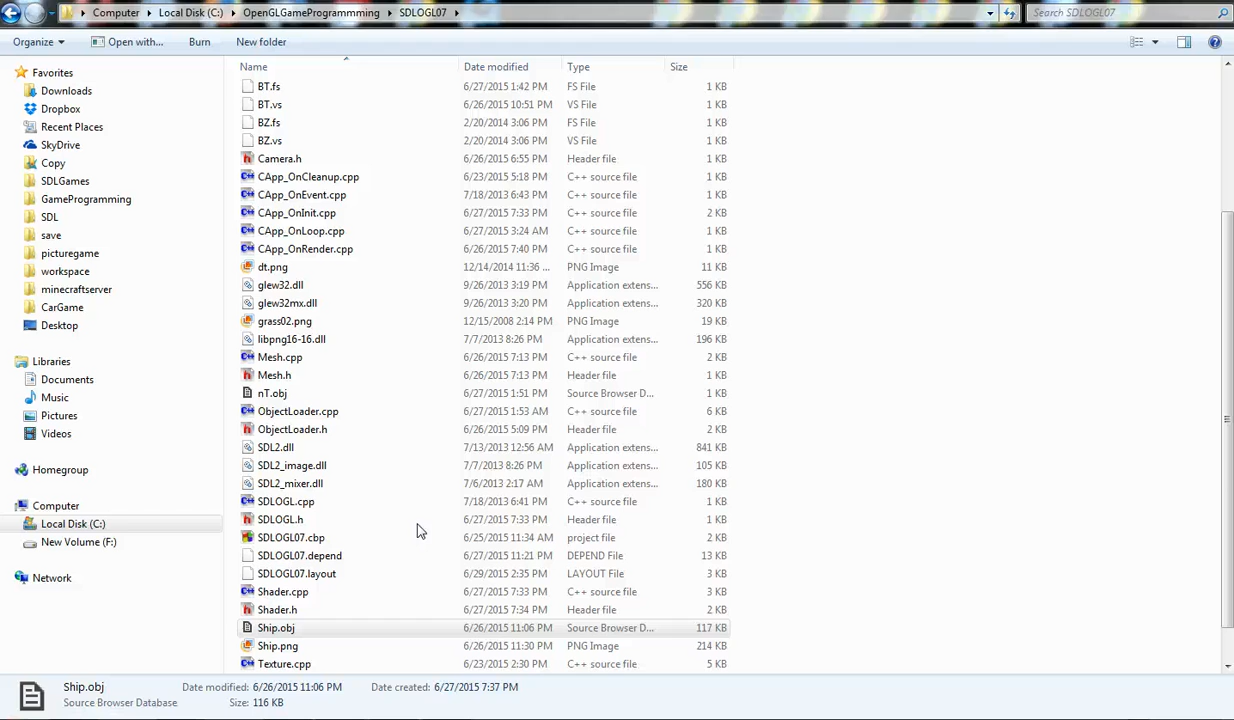 Computer ▸ Local Disk (C:) ▸ OpenGLGameProgrammming ▸ SDLOGL07 ▸ Search SDLOGL07
Organize Open with... Burn New folder
Favorites
Downloads
Dropbox
Recent Places
SkyDrive
Copy
SDLGames
GameProgramming
SDL
save
picturegame
workspace
minecraftserver
CarGame
Desktop
Libraries
Documents
Music
Pictures
Videos
Homegroup
Computer
Local Disk (C:)
New Volume (F:)
Network
Name Date modified Type Size
BT.fs 6/27/2015 1:42 PM FS File 1 KB
BT.vs 6/26/2015 10:51 PM VS File 1 KB
BZ.fs 2/20/2014 3:06 PM FS File 1 KB
BZ.vs 2/20/2014 3:06 PM VS File 1 KB
Camera.h 6/26/2015 6:55 PM Header file 1 KB
CApp_OnCleanup.cpp 6/23/2015 5:18 PM C++ source file 1 KB
CApp_OnEvent.cpp 7/18/2013 6:43 PM C++ source file 1 KB
CApp_OnInit.cpp 6/27/2015 7:33 PM C++ source file 2 KB
CApp_OnLoop.cpp 6/27/2015 3:24 AM C++ source file 1 KB
CApp_OnRender.cpp 6/26/2015 7:40 PM C++ source file 1 KB
dt.png 12/14/2014 11:36 ... PNG Image 11 KB
glew32.dll 9/26/2013 3:19 PM Application extens... 556 KB
glew32mx.dll 9/26/2013 3:20 PM Application extens... 320 KB
grass02.png 12/15/2008 2:14 PM PNG Image 19 KB
libpng16-16.dll 7/7/2013 8:26 PM Application extens... 196 KB
Mesh.cpp 6/26/2015 7:13 PM C++ source file 2 KB
Mesh.h 6/26/2015 7:13 PM Header file 1 KB
nT.obj 6/27/2015 1:51 PM Source Browser D... 1 KB
ObjectLoader.cpp 6/27/2015 1:53 AM C++ source file 6 KB
ObjectLoader.h 6/26/2015 5:09 PM Header file 1 KB
SDL2.dll 7/13/2013 12:56 AM Application extens... 841 KB
SDL2_image.dll 7/7/2013 8:26 PM Application extens... 105 KB
SDL2_mixer.dll 7/6/2013 2:17 AM Application extens... 180 KB
SDLOGL.cpp 7/18/2013 6:41 PM C++ source file 1 KB
SDLOGL.h 6/27/2015 7:33 PM Header file 1 KB
SDLOGL07.cbp 6/25/2015 11:34 AM project file 2 KB
SDLOGL07.depend 6/27/2015 11:21 PM DEPEND File 13 KB
SDLOGL07.layout 6/29/2015 2:35 PM LAYOUT File 3 KB
Shader.cpp 6/27/2015 7:33 PM C++ source file 3 KB
Shader.h 6/27/2015 7:34 PM Header file 2 KB
Ship.obj 6/26/2015 11:06 PM Source Browser D... 117 KB
Ship.png 6/26/2015 11:30 PM PNG Image 214 KB
Texture.cpp 6/23/2015 2:30 PM C++ source file 5 KB
Ship.obj Date modified: 6/26/2015 11:06 PM Date created: 6/27/2015 7:37 PM
Source Browser Database Size: 116 KB